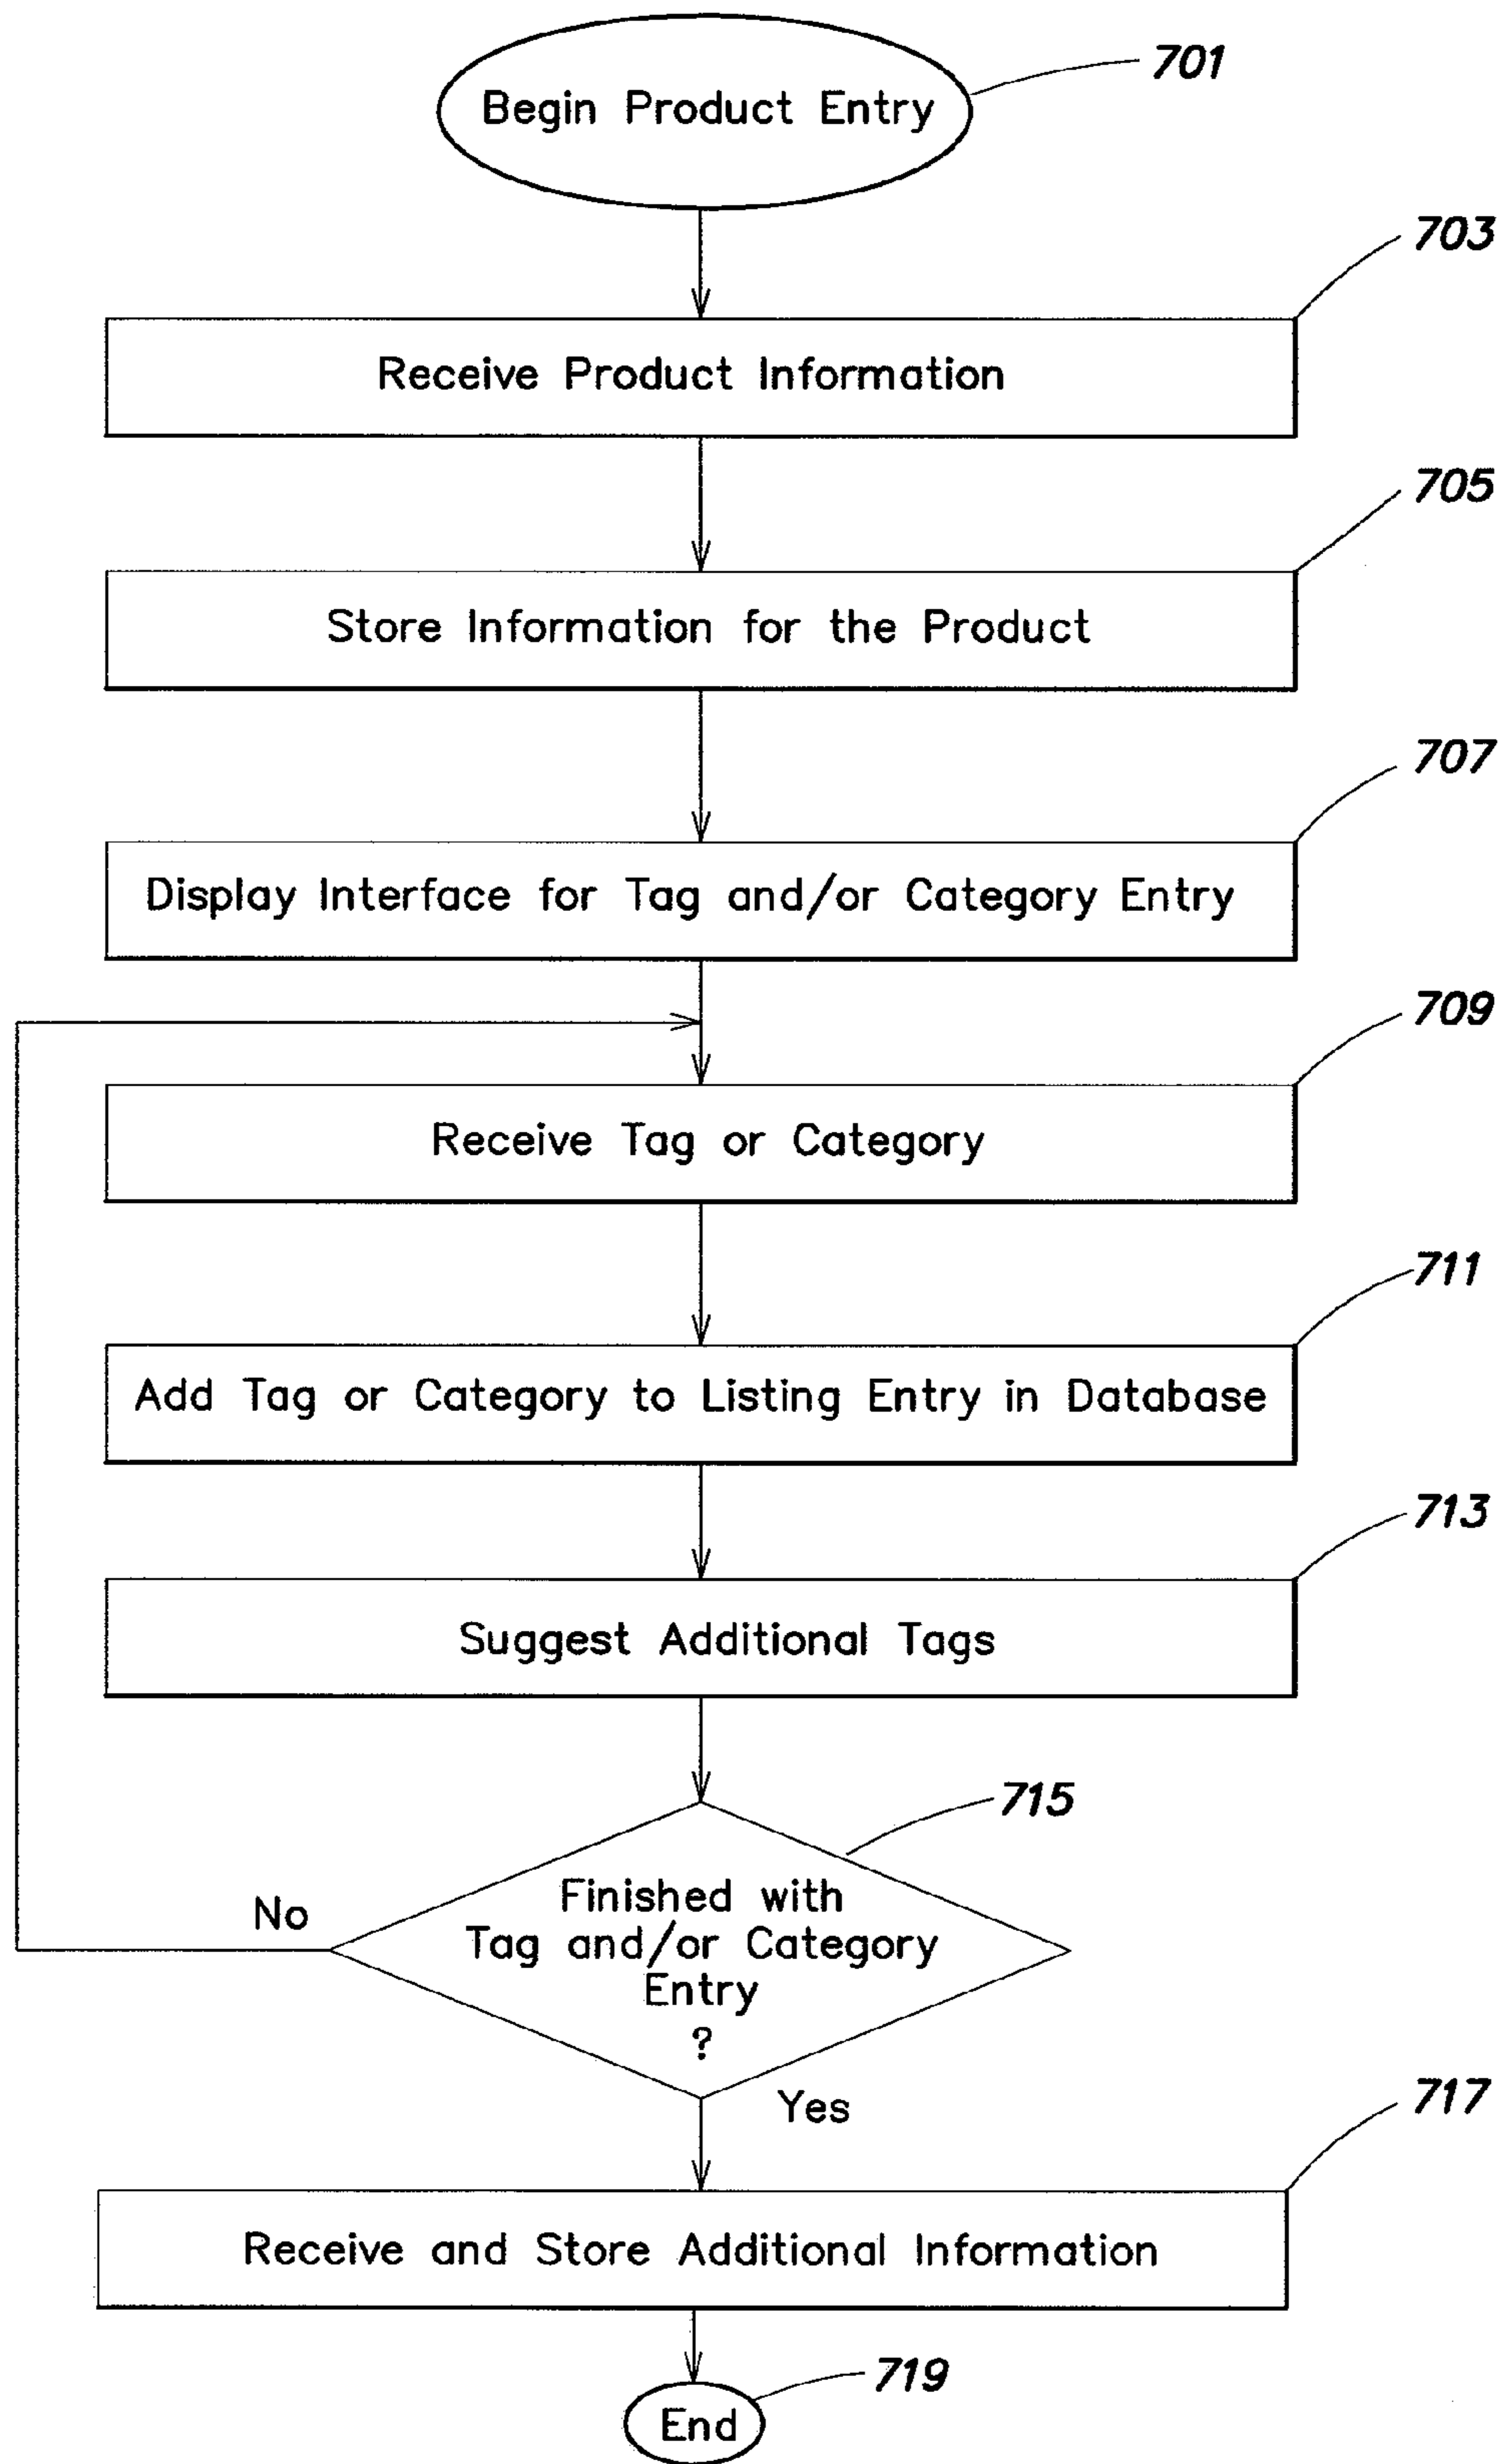 701
Begin Product Entry
703
Receive Product Information
705
Store Information for the Product
707
Display Interface for Tag and/or Category Entry
709
Receive Tag or Category
711
Add Tag or Category to Listing Entry in Database
713
Suggest Additional Tags
715
Finished with
Tag and/or Category
Entry
?
No
Yes
717
Receive and Store Additional Information
719
End